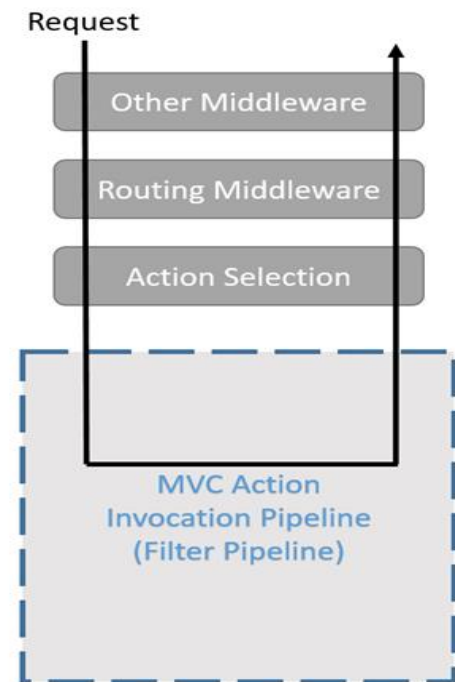 Request
Other Middleware
Routing Middleware
Action Selection
MVC Action
Invocation Pipeline
(Filter Pipeline)